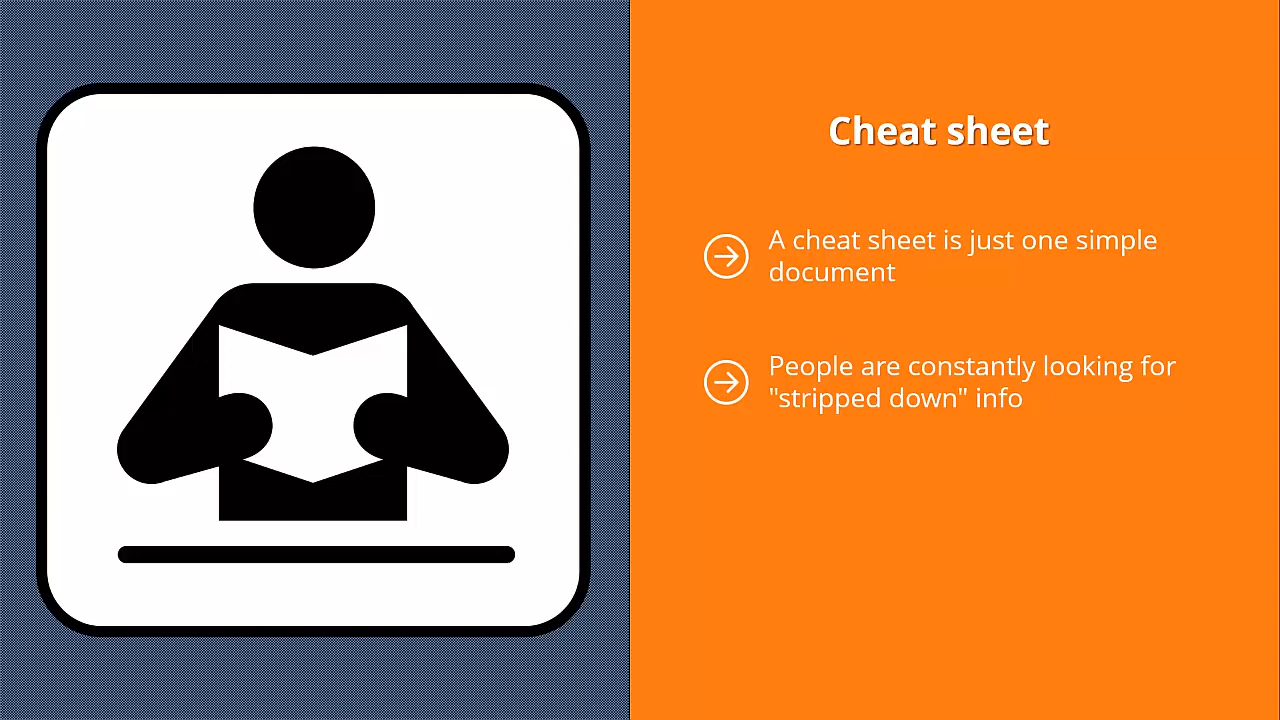 Cheat sheet
A cheat sheet is just one simple
document
People are constantly looking for
"stripped down" info